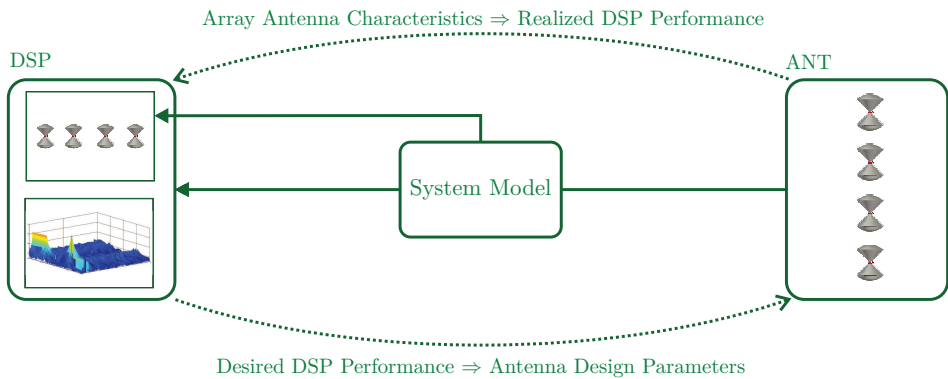 Array Antenna Characteristics ⇒ Realized DSP Performance
DSP
ANT
System Model
Desired DSP Performance ⇒ Antenna Design Parameters